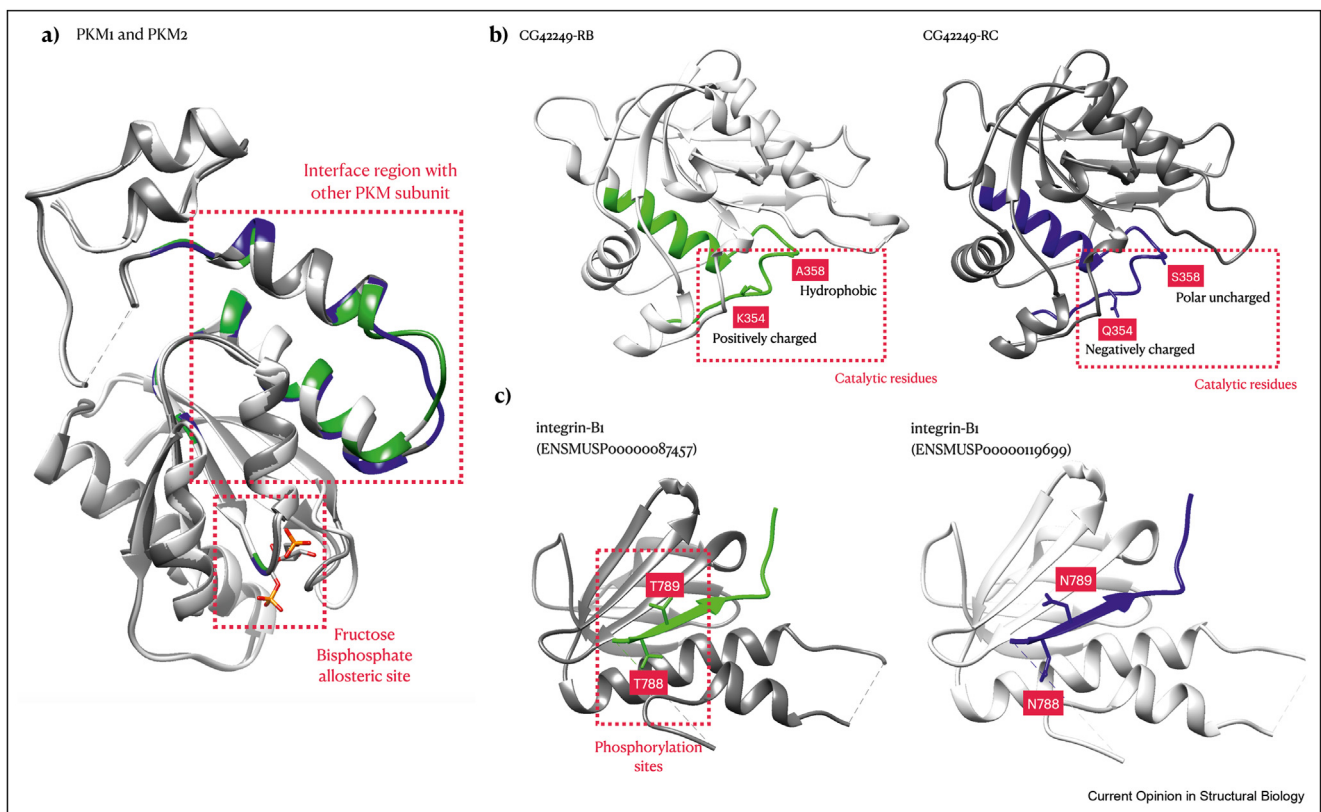 a) PKM1 and PKM2
Interface region with
other PKM subunit
Fructose
Bisphosphate
allosteric site
b) CG42249-RB
A358
Hydrophobic
K354
Positively charged
Catalytic residues
CG42249-RC
S358
Polar uncharged
Q354
Negatively charged
Catalytic residues
c)
integrin-B1
(ENSMUSP00000087457)
T789
T788
Phosphorylation
sites
integrin-B1
(ENSMUSP00000119699)
N789
N788
Current Opinion in Structural Biology